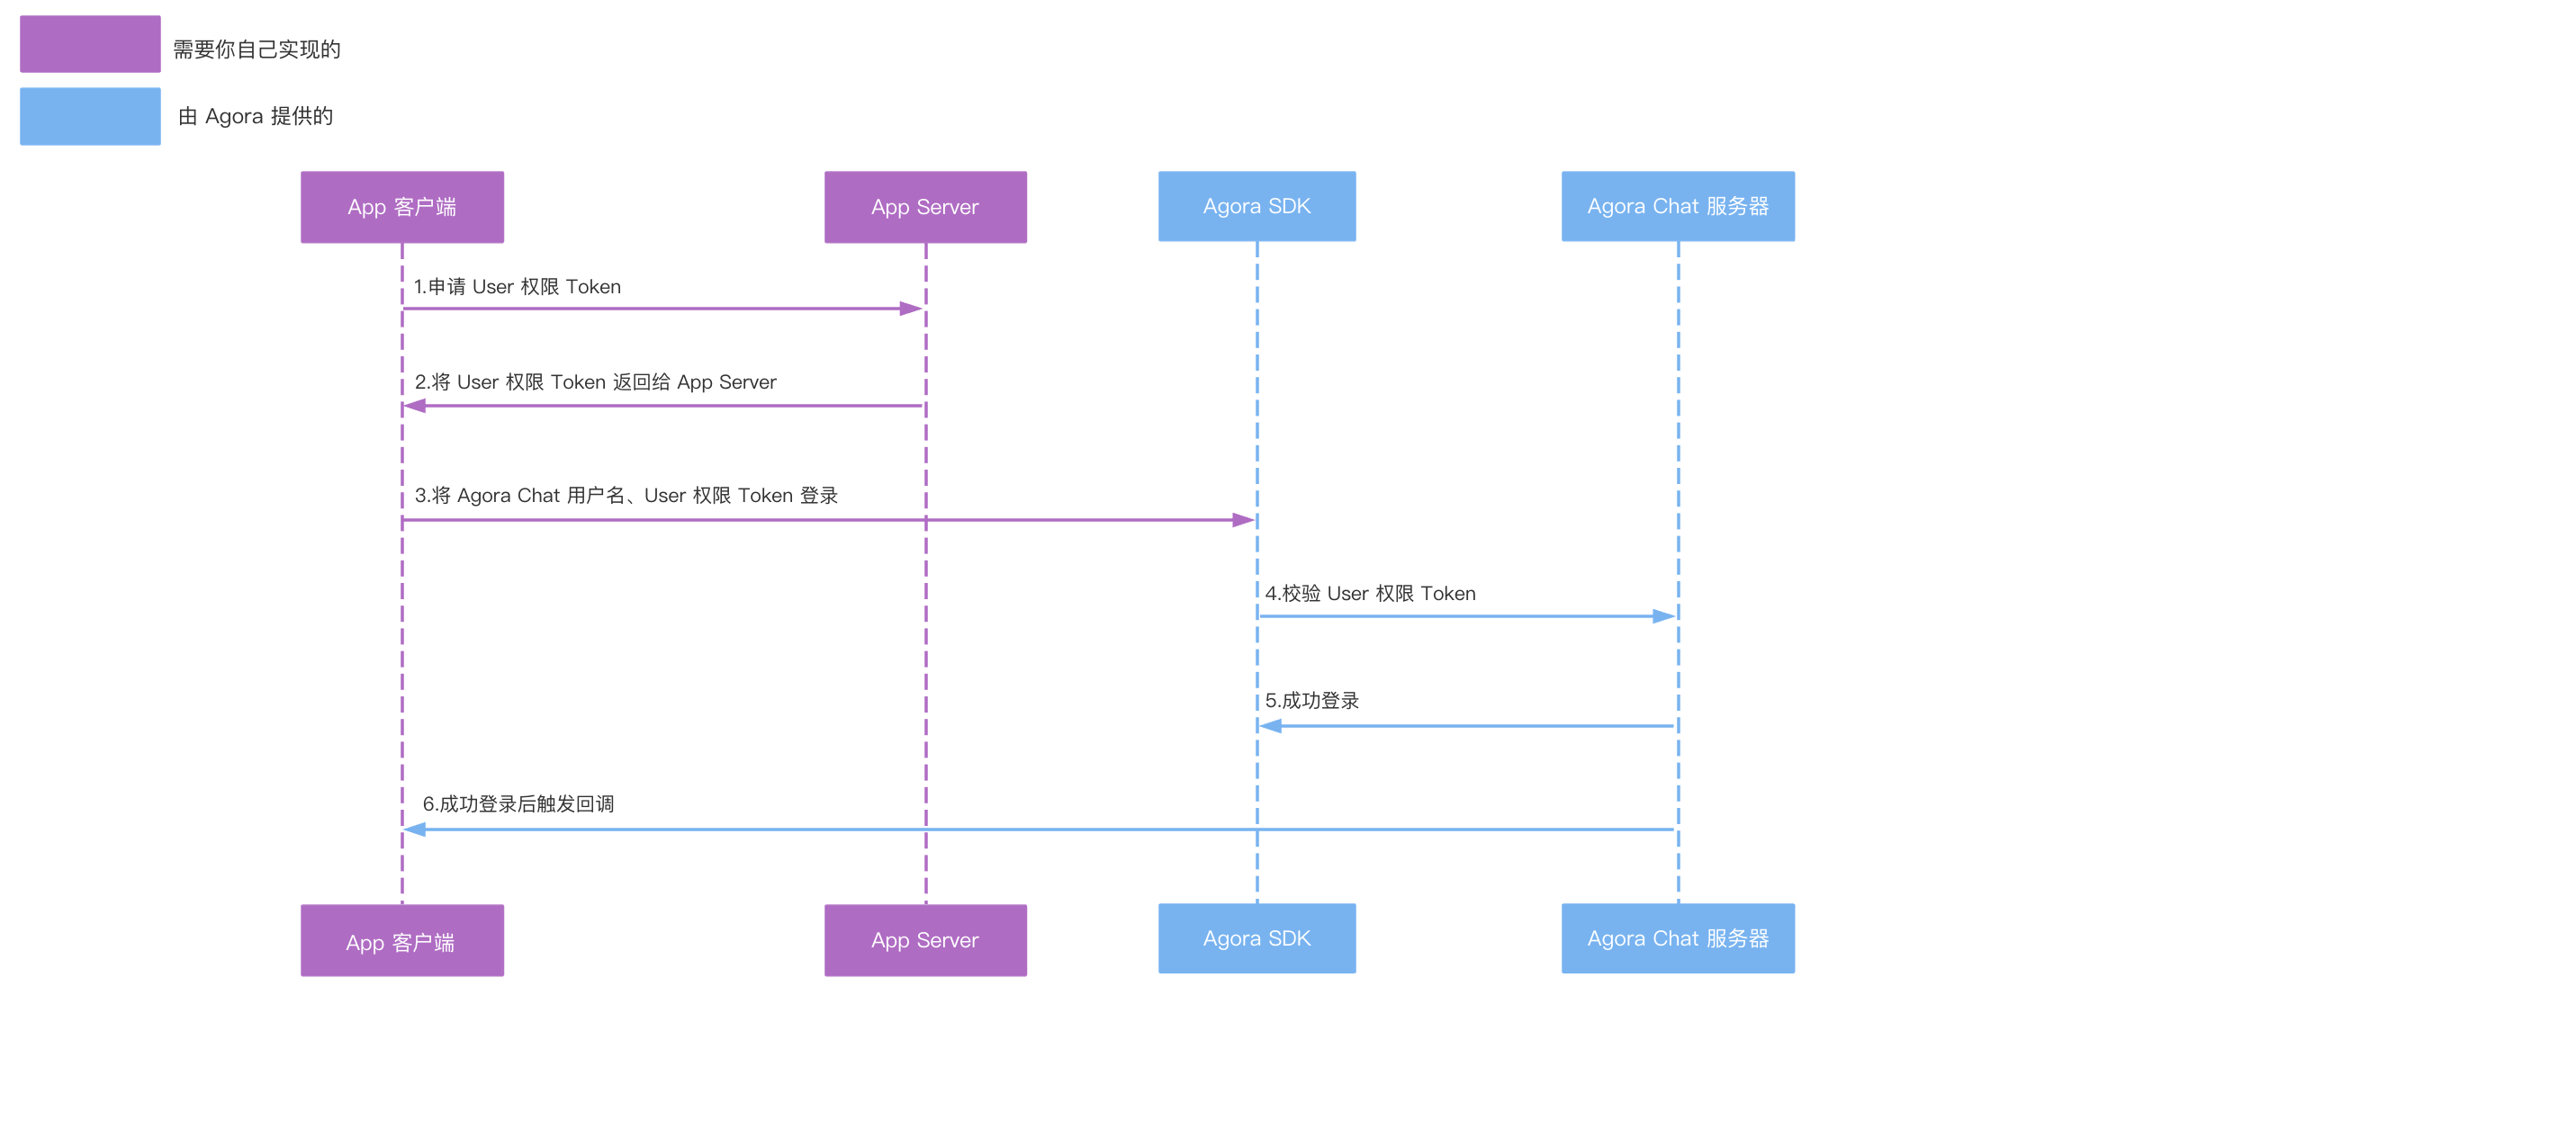 需要你自己实现的
由 Agora 提供的
App 客户端
App Server
Agora SDK
Agora Chat 服务器
1.申请 User 权限 Token
2.将 User 权限 Token 返回给 App Server
3.将 Agora Chat 用户名、User 权限 Token 登录
4.校验 User 权限 Token
5.成功登录
6.成功登录后触发回调
App 客户端
App Server
Agora SDK
Agora Chat 服务器